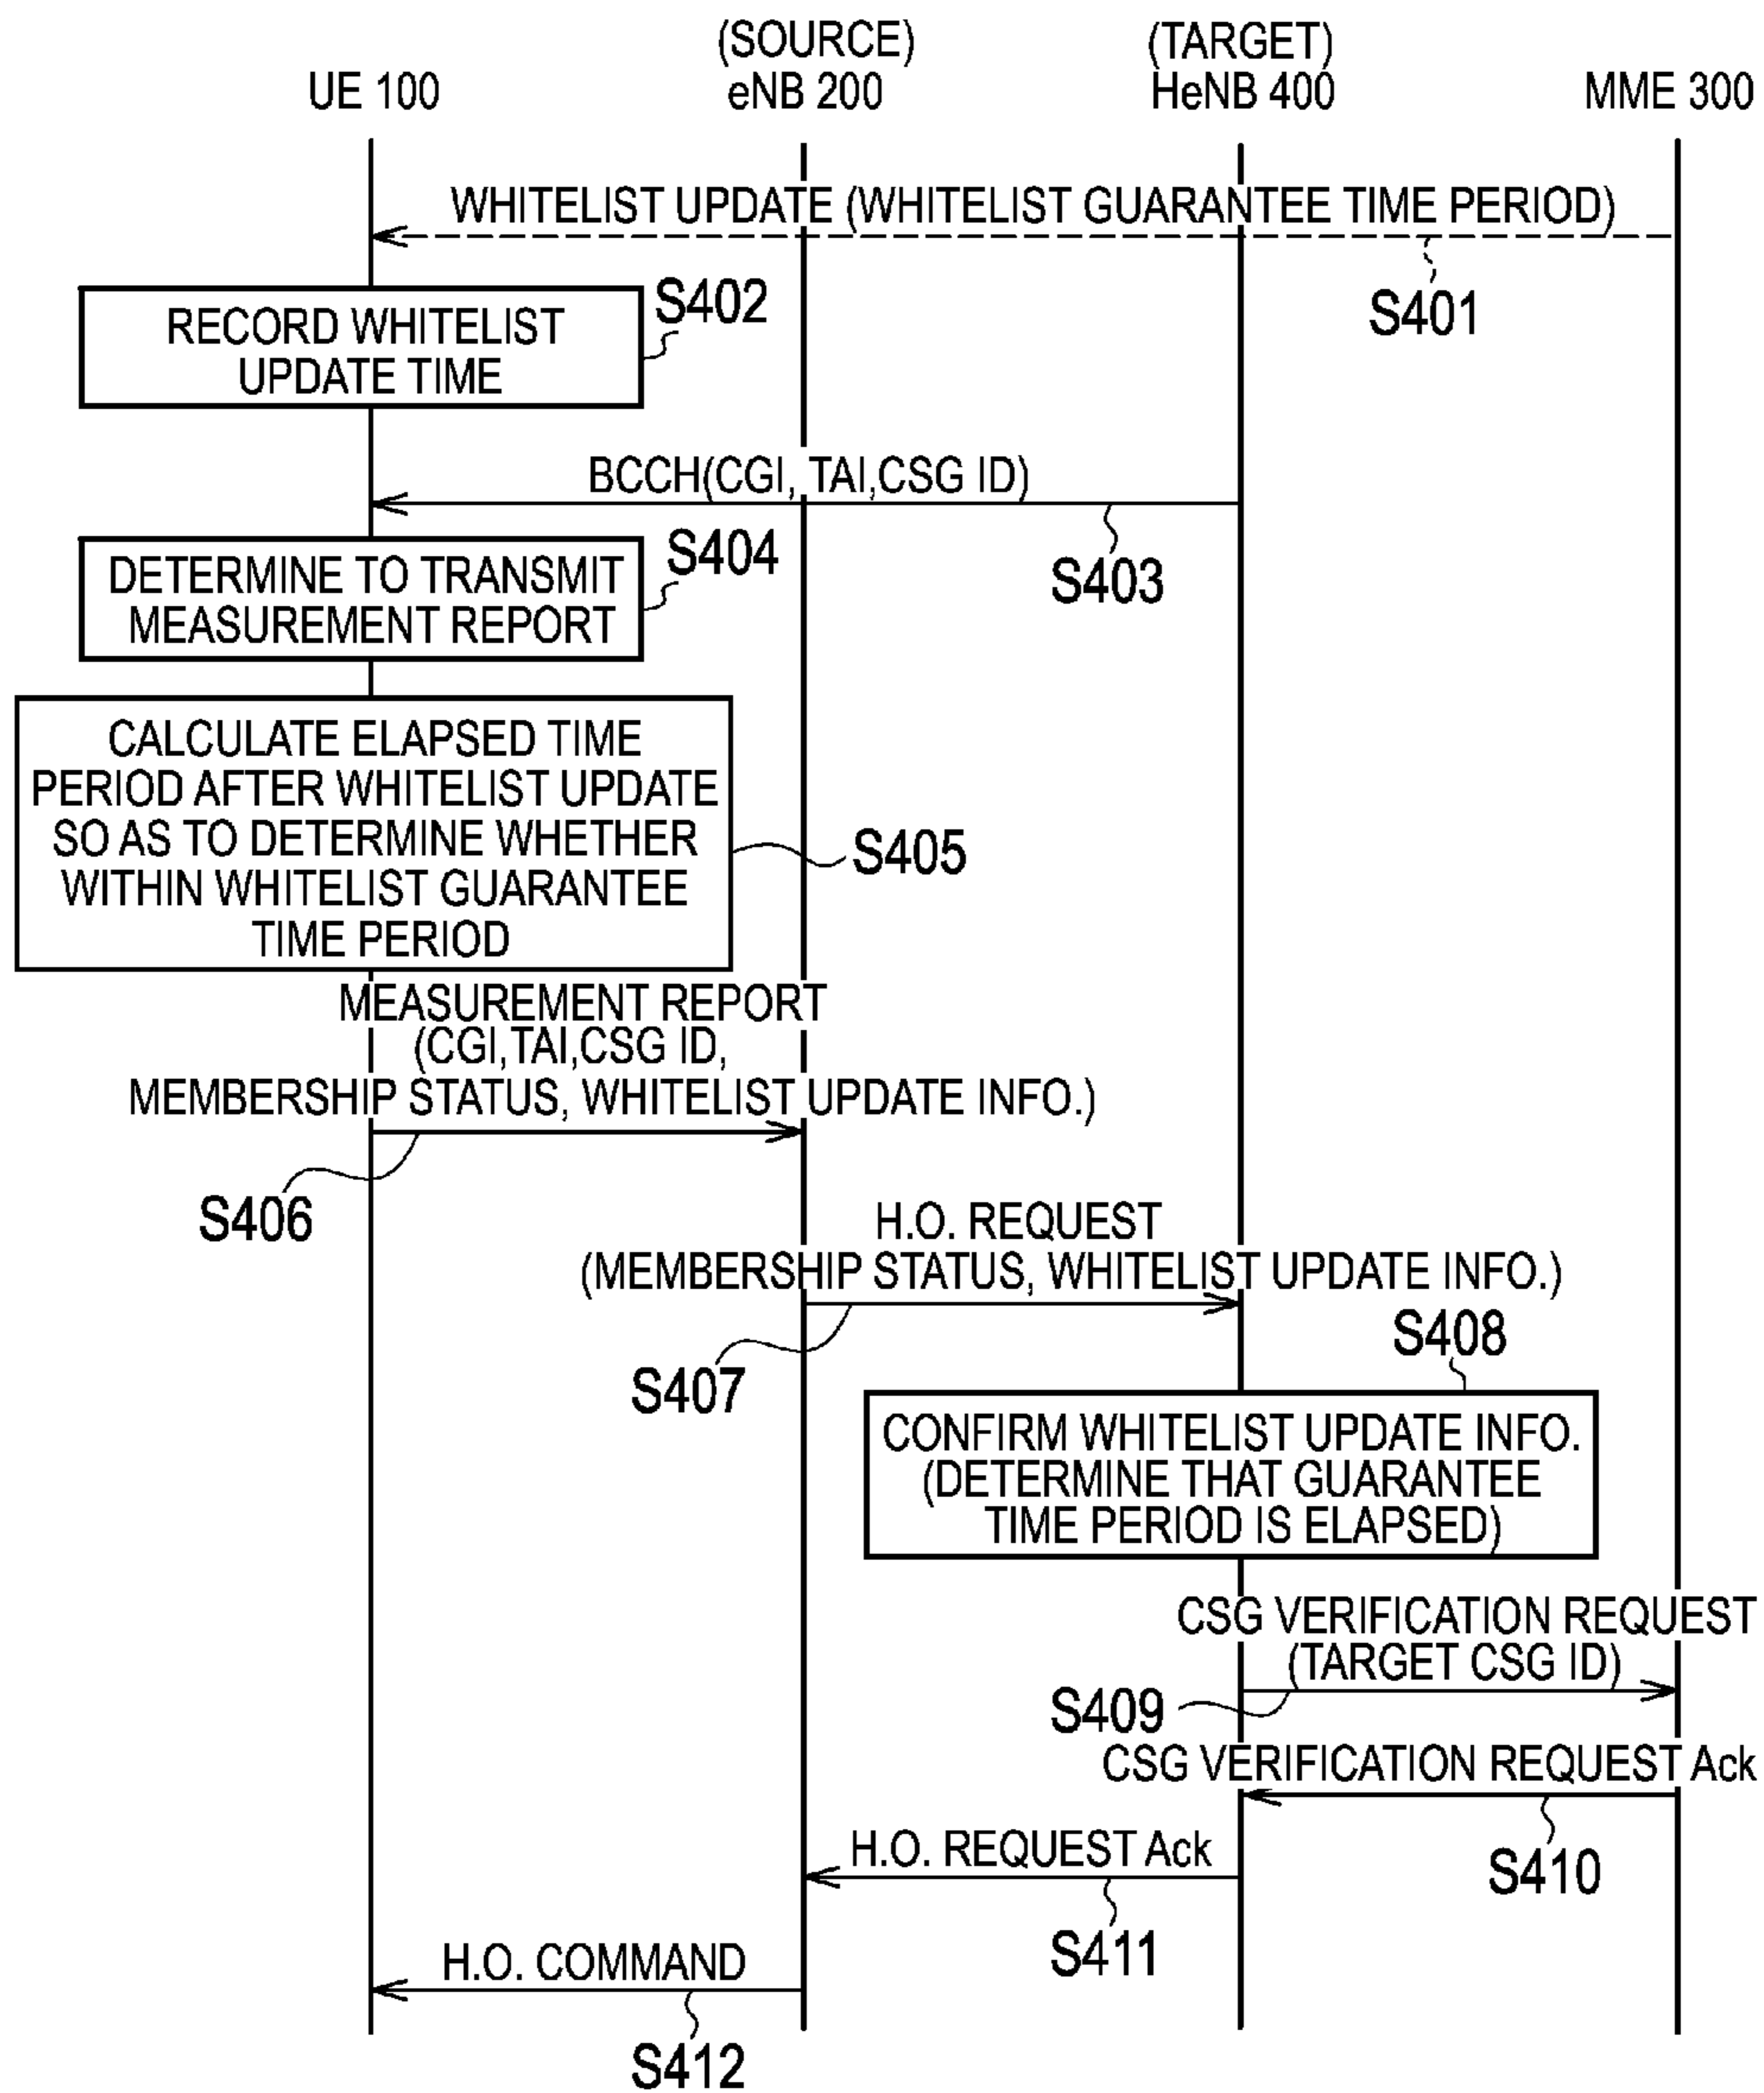 (SOURCE)
(TARGET)
UE 100
eNB 200
HeNB 400
MME 300
WHITELIST UPDATE (WHITELIST GUARANTEE TIME PERIOD)
S401
S402
RECORD WHITELIST
UPDATE TIME
BCCH(CGI, TAI,CSG ID)
S403
S404
DETERMINE TO TRANSMIT
MEASUREMENT REPORT
CALCULATE ELAPSED TIME
PERIOD AFTER WHITELIST UPDATE
SO AS TO DETERMINE WHETHER
WITHIN WHITELIST GUARANTEE
TIME PERIOD
S405
MEASUREMENT REPORT
(CGI,TAI,CSG ID,
MEMBERSHIP STATUS, WHITELIST UPDATE INFO.)
S406
H.O. REQUEST
(MEMBERSHIP STATUS, WHITELIST UPDATE INFO.)
S407
S408
CONFIRM WHITELIST UPDATE INFO.
(DETERMINE THAT GUARANTEE
TIME PERIOD IS ELAPSED)
CSG VERIFICATION REQUEST
(TARGET CSG ID)
S409
CSG VERIFICATION REQUEST Ack
S410
H.O. REQUEST Ack
S411
H.O. COMMAND
S412